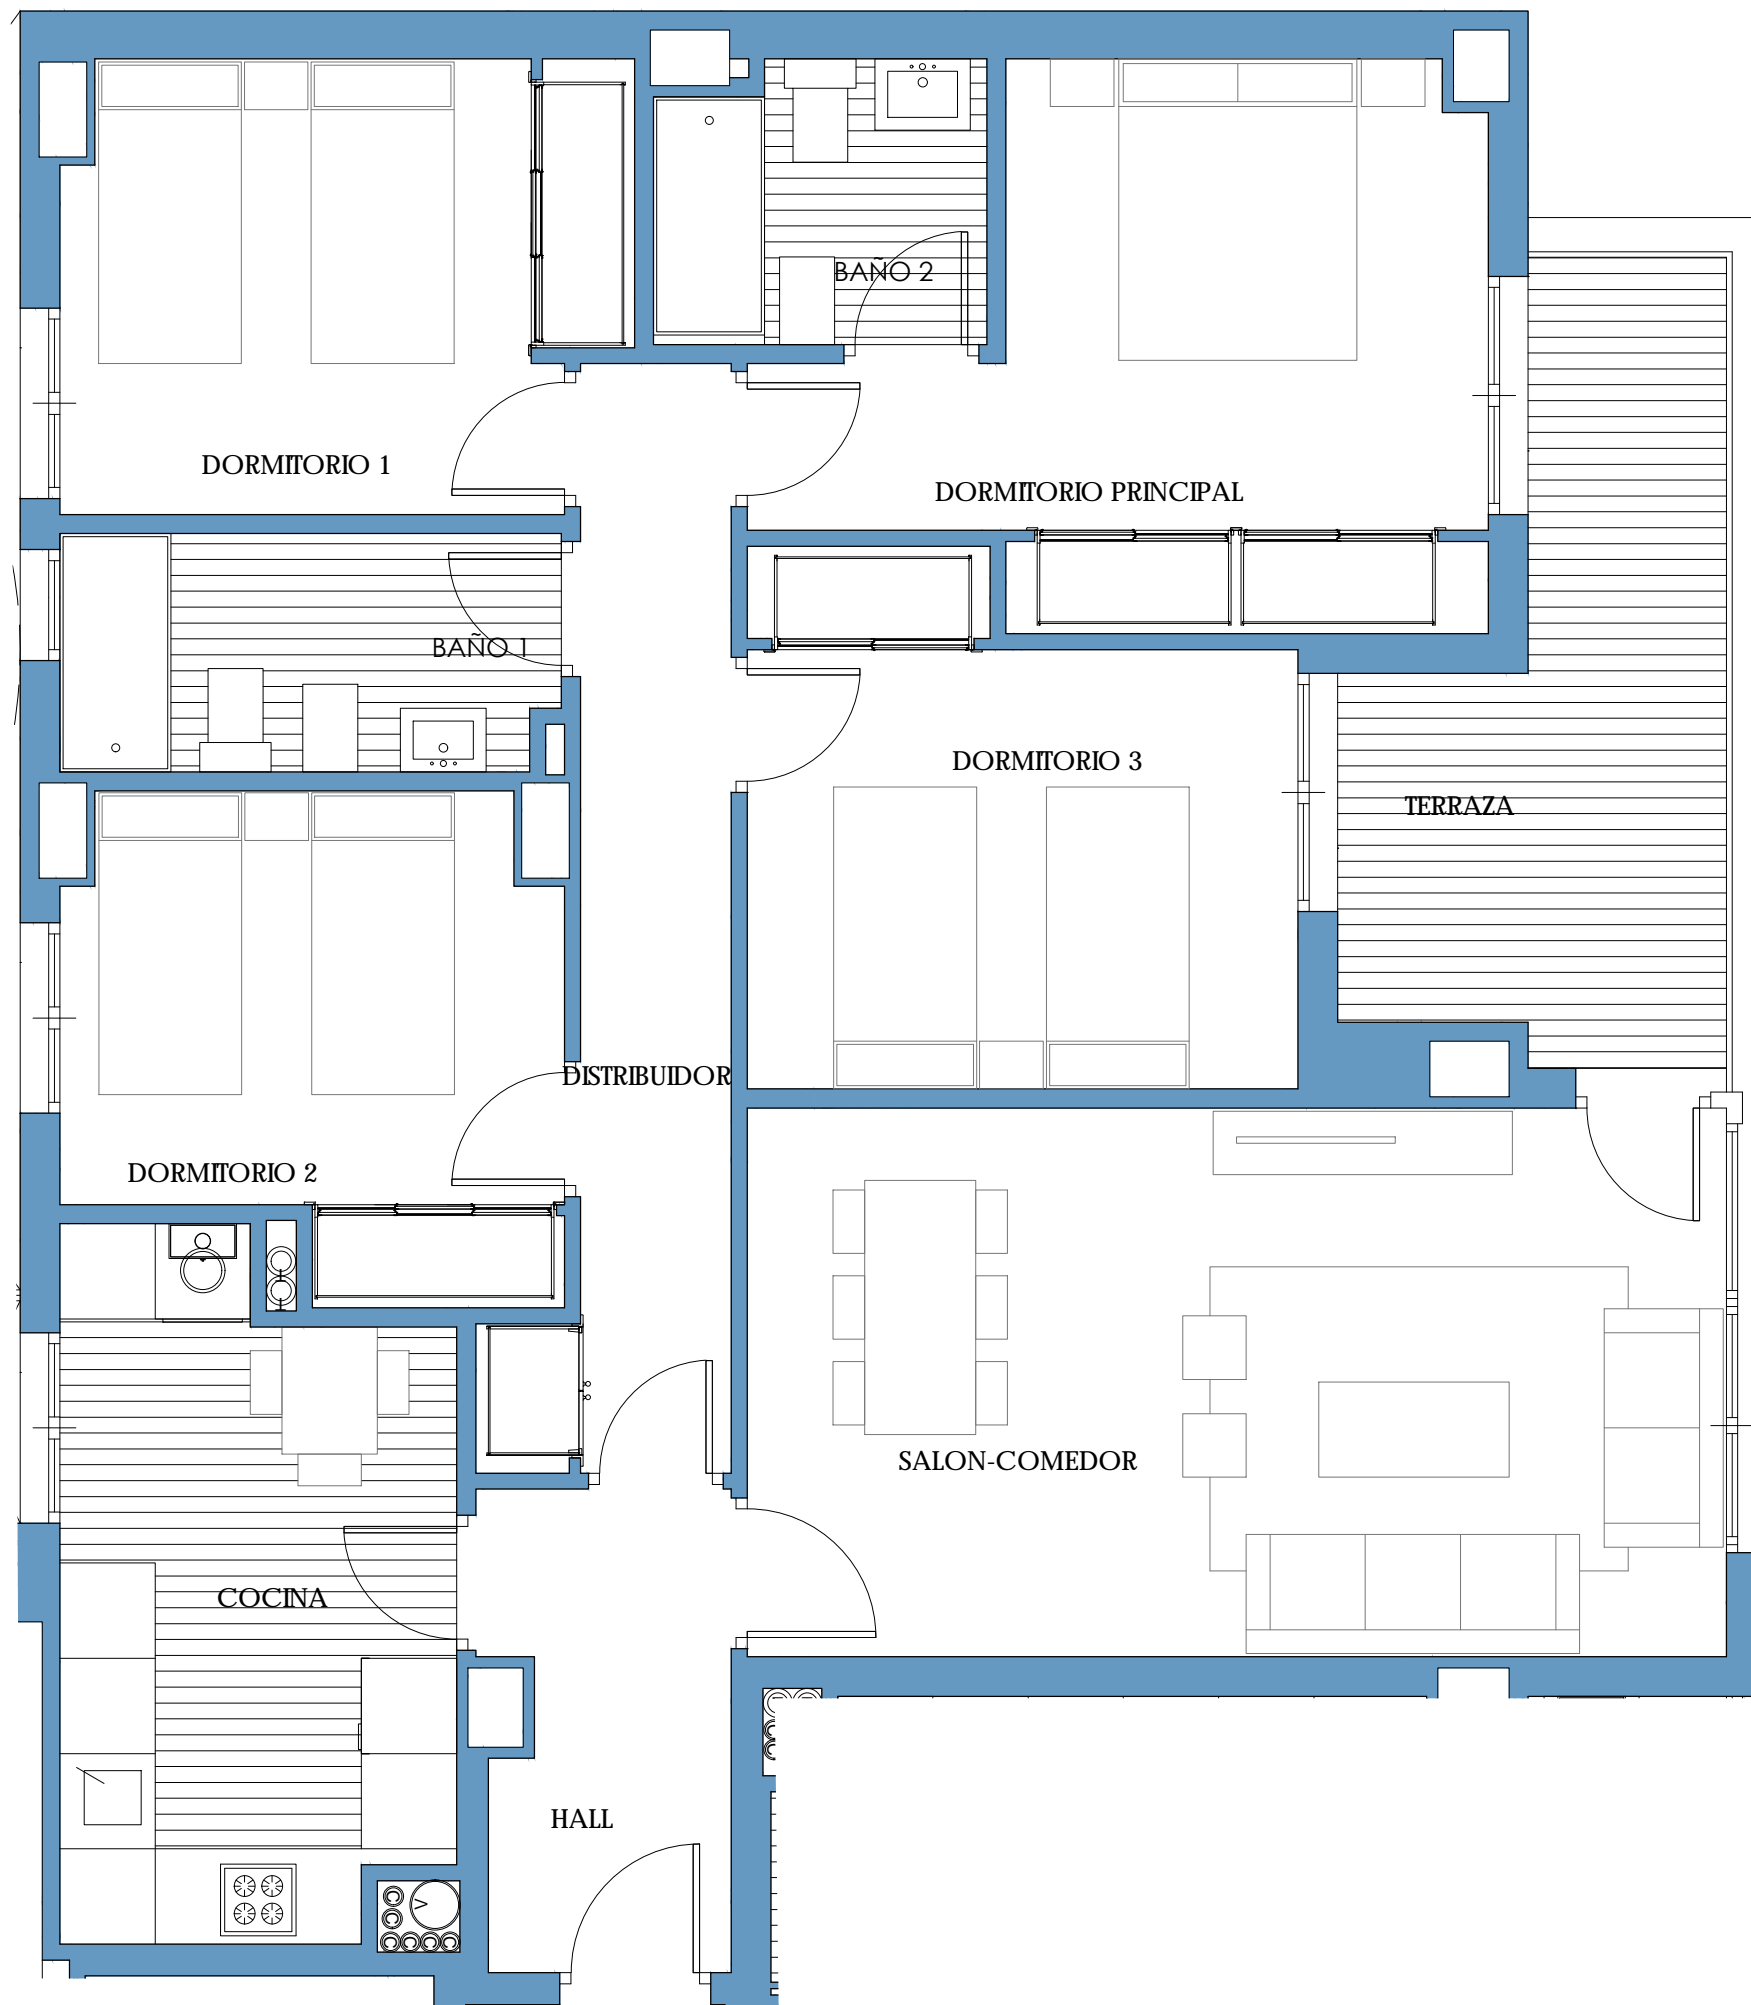 BAÑO 2
DORMITORIO 1
DORMITORIO PRINCIPAL
BAÑO 1
DORMITORIO 3
TERRAZA
DISTRIBUIDOR
DORMITORIO 2
SALON-COMEDOR
COCINA
HALL
C
V
C
C
C
C
C